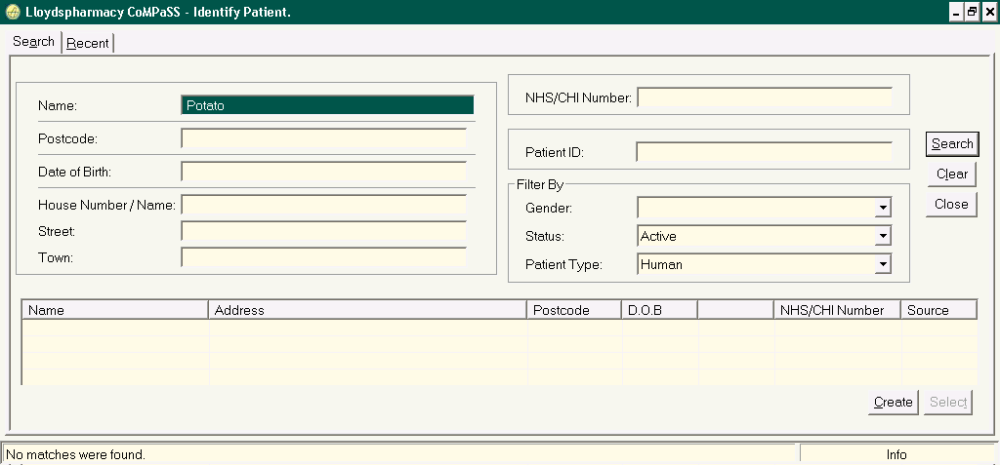 Lloydspharmacy CoMPaSS - Identify Patient.
Search Recent
Name: Potato
Postcode:
Date of Birth:
House Number / Name:
Street:
Town:
NHS/CHI Number:
Patient ID:
Filter By
Gender:
Status: Active
Patient Type: Human
Search
Clear
Close
Name Address Postcode D.O.B NHS/CHI Number Source
Create Select
No matches were found. Info